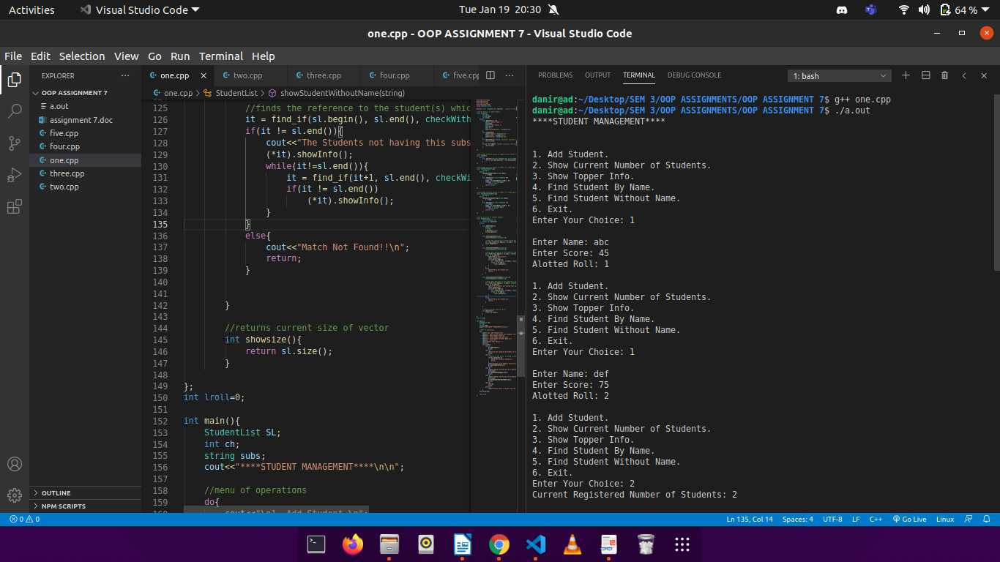 Activities
Visual Studio Code
Tue Jan 19 20:30
64 %
one.cpp - OOP ASSIGNMENT 7 - Visual Studio Code
File Edit Selection View Go Run Terminal Help
EXPLORER
OOP ASSIGNMENT 7
a.out
assignment 7.doc
five.cpp
four.cpp
one.cpp
three.cpp
two.cpp
OUTLINE
NPM SCRIPTS
one.cpp two.cpp three.cpp four.cpp five.cpp
one.cpp > StudentList > showStudentWithoutName(string)
125 //finds the reference to the student(s) whic
126 it = find_if(sl.begin(), sl.end(), checkWith
127 if(it != sl.end()){
128 cout<<"The Students not having this subs
129 (*it).showInfo();
130 while(it!=sl.end()){
131 it = find_if(it+1, sl.end(), checkWi
132 if(it != sl.end())
133 (*it).showInfo();
134 }
135 }
136 else{
137 cout<<"Match Not Found!!\n";
138 return;
139 }
140
141
142 }
143
144 //returns current size of vector
145 int showsize(){
146 return sl.size();
147 }
148
149 };
150 int lroll=0;
151
152 int main(){
153 StudentList SL;
154 int ch;
155 string subs;
156 cout<<"****STUDENT MANAGEMENT****\n\n";
157
158 //menu of operations
159 do{
160 cout<<"\n1. Add Student.\n";
PROBLEMS OUTPUT TERMINAL DEBUG CONSOLE
1: bash
danir@ad:~/Desktop/SEM 3/OOP ASSIGNMENTS/OOP ASSIGNMENT 7$ g++ one.cpp
danir@ad:~/Desktop/SEM 3/OOP ASSIGNMENTS/OOP ASSIGNMENT 7$ ./a.out
****STUDENT MANAGEMENT****
1. Add Student.
2. Show Current Number of Students.
3. Show Topper Info.
4. Find Student By Name.
5. Find Student Without Name.
6. Exit.
Enter Your Choice: 1
Enter Name: abc
Enter Score: 45
Alotted Roll: 1
1. Add Student.
2. Show Current Number of Students.
3. Show Topper Info.
4. Find Student By Name.
5. Find Student Without Name.
6. Exit.
Enter Your Choice: 1
Enter Name: def
Enter Score: 75
Alotted Roll: 2
1. Add Student.
2. Show Current Number of Students.
3. Show Topper Info.
4. Find Student By Name.
5. Find Student Without Name.
6. Exit.
Enter Your Choice: 2
Current Registered Number of Students: 2
0 0
Ln 135, Col 14 Spaces: 4 UTF-8 LF C++ Go Live Linux